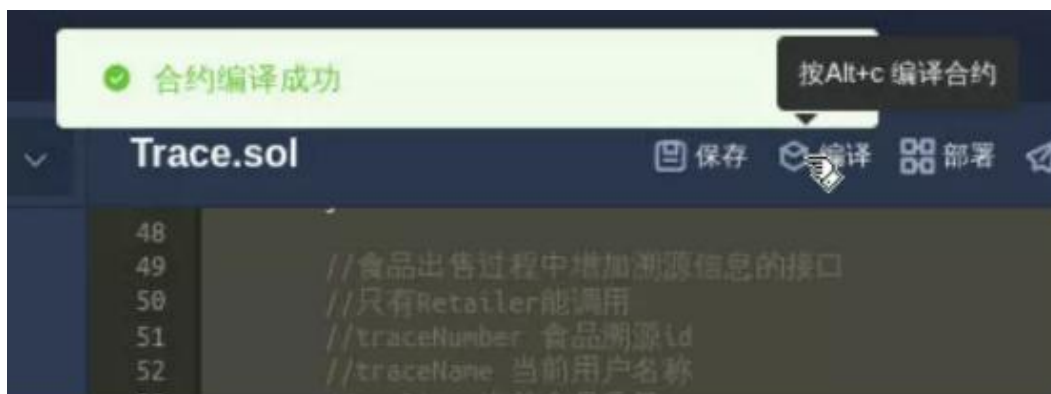 合约编译成功
按Alt+c 编译合约
Trace.sol
保存
编译
部署
48
49 //食品出售过程中增加溯源信息的接口
50 //只有Retailer能调用
51 //traceNumber 食品溯源id
52 //traceName 当前用户名称